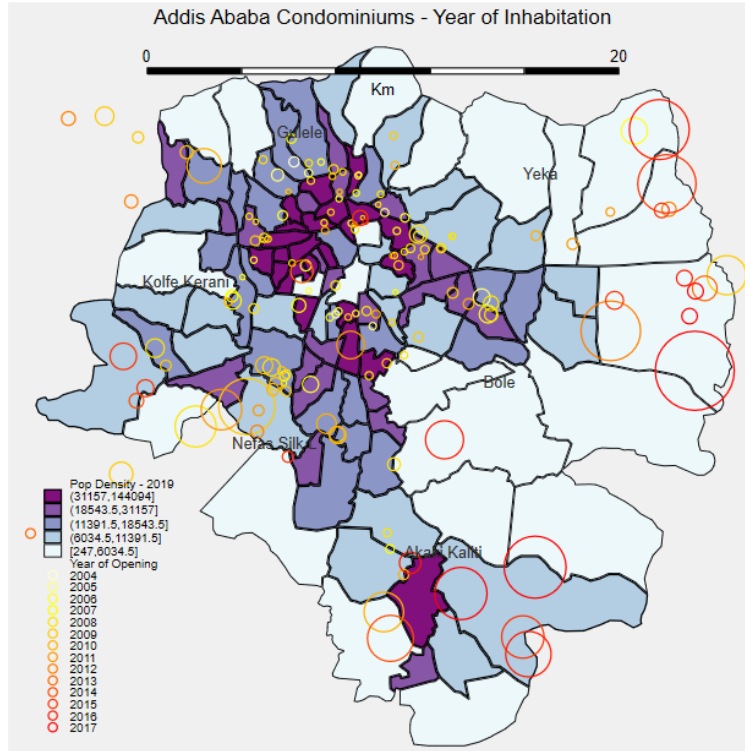 Addis Ababa Condominiums - Year of Inhabitation
0
20
Km
Gulele
Yeka
Kolfe Kerani
Bole
Nefas Silk L
Akaki Kaliti
Pop Density - 2019
(31157,144094]
(18543.5,31157]
(11391.5,18543.5]
(6034.5,11391.5]
[247,6034.5]
Year of Opening
2004
2005
2006
2007
2008
2009
2010
2011
2012
2013
2014
2015
2016
2017